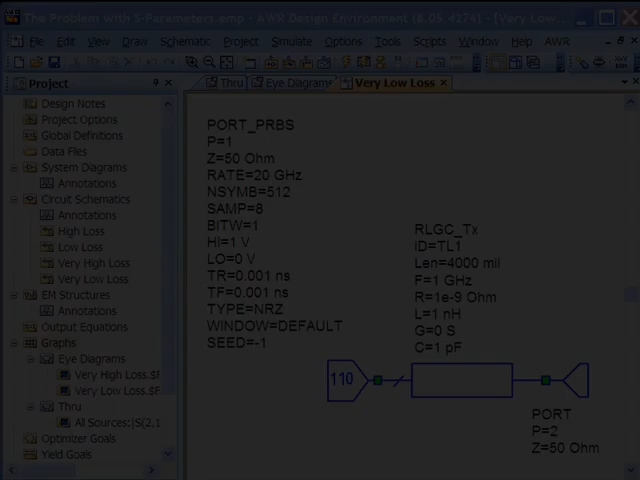 The Problem with S-Parameters emp - AWR Design Environment (8.05.4274) - [Very Low...
File Edit View Draw Schematic Project Simulate Options Tools Scripts Window Help AWR
Project
Thru Eye Diagrams Very Low Loss
Design Notes
Project Options
Global Definitions
Data Files
System Diagrams
Annotations
Circuit Schematics
Annotations
High Loss
Low Loss
Very High Loss
Very Low Loss
EM Structures
Annotations
Output Equations
Graphs
Eye Diagrams
Very High Loss.$F
Very Low Loss.$F
Thru
All Sources:|S(2,1
Optimizer Goals
Yield Goals
PORT_PRBS
P=1
Z=50 Ohm
RATE=20 GHz
NSYMB=512
SAMP=8
BITW=1
HI=1 V
LO=0 V
TR=0.001 ns
TF=0.001 ns
TYPE=NRZ
WINDOW=DEFAULT
SEED=-1
RLGC_Tx
ID=TL1
Len=4000 mil
F=1 GHz
R=1e-9 Ohm
L=1 nH
G=0 S
C=1 pF
110
PORT
P=2
Z=50 Ohm